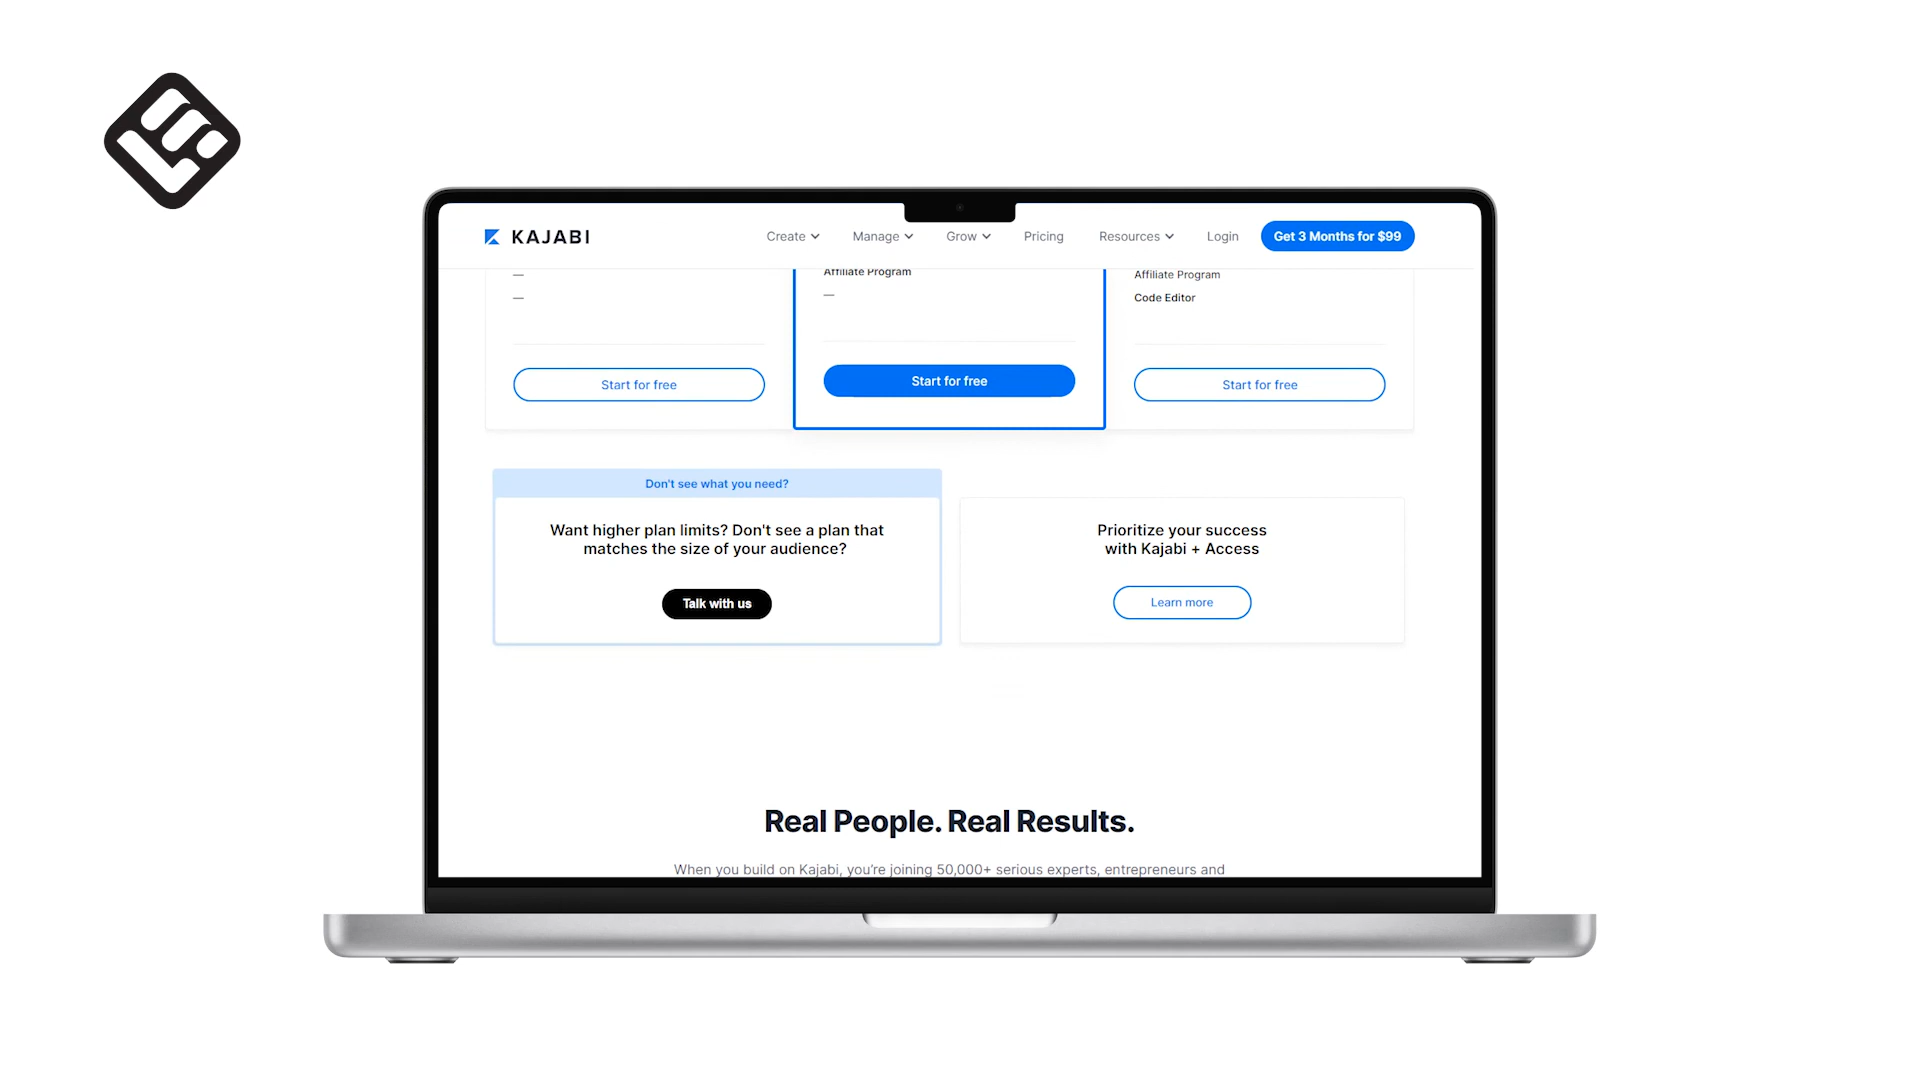 KAJABI
Create
Manage
Grow
Pricing
Resources
Login
Get 3 Months for $99
—
—
Start for free
Affiliate Program
—
Start for free
Affiliate Program
Code Editor
Start for free
Don't see what you need?
Want higher plan limits? Don't see a plan that
matches the size of your audience?
Talk with us
Prioritize your success
with Kajabi + Access
Learn more
Real People. Real Results.
When you build on Kajabi, you're joining 50,000+ serious experts, entrepreneurs and